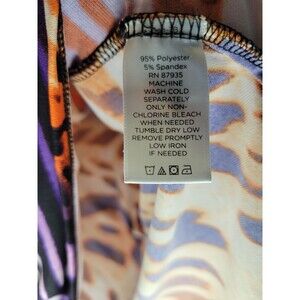 95% Polyester
5% Spandex
RN 87935
MACHINE
WASH COLD
SEPARATELY
ONLY NON-
CHLORINE BLEACH
WHEN NEEDED
TUMBLE DRY LOW
REMOVE PROMPTLY
LOW IRON
IF NEEDED